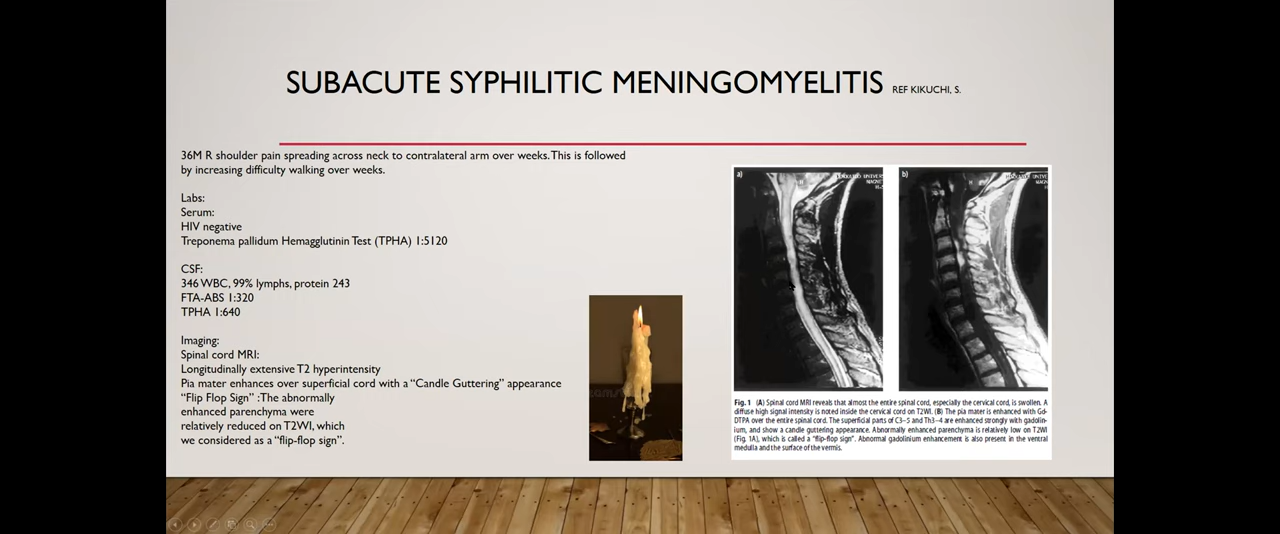 SUBACUTE SYPHILITIC MENINGOMYELITIS REF KIKUCHI, S.
36M R shoulder pain spreading across neck to contralateral arm over weeks. This is followed
by increasing difficulty walking over weeks.
Labs:
Serum:
HIV negative
Treponema pallidum Hemagglutinin Test (TPHA) 1:5120
CSF:
346 WBC, 99% lymphs, protein 243
FTA-ABS 1:320
TPHA 1:640
Imaging:
Spinal cord MRI:
Longitudinally extensive T2 hyperintensity
Pia mater enhances over superficial cord with a "Candle Guttering" appearance
"Flip Flop Sign" :The abnormally
enhanced parenchyma were
relatively reduced on T2WI, which
we considered as a "flip-flop sign".
a)
b)
Fig. 1 (A) Spinal cord MRI reveals that almost the entire spinal cord, especially the cervical cord, is swollen. A
diffuse high signal intensity is noted inside the cervical cord on T2WI. (B) The pia mater is enhanced with Gd-
DTPA over the entire spinal cord. The superficial parts of C3–5 and Th3–4 are enhanced strongly with gadolin-
ium, and show a candle guttering appearance. Abnormally enhanced parenchyma is relatively low on T2WI
(Fig. 1A), which is called a "flip-flop sign". Abnormal gadolinium enhancement is also present in the ventral
medulla and the surface of the vermis.